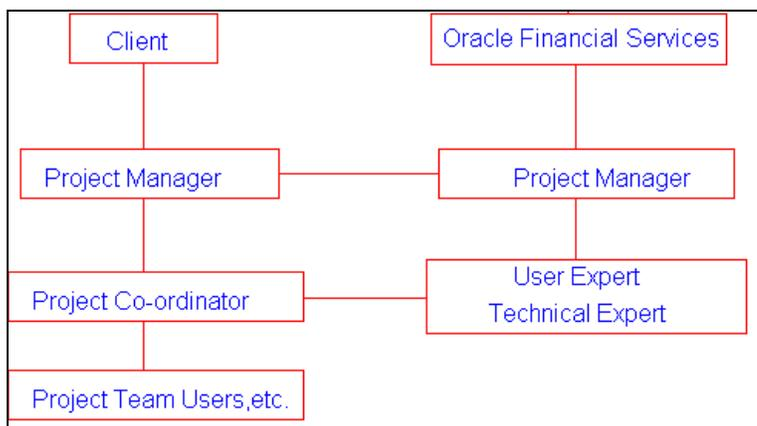 Client
Oracle Financial Services
Project Manager
Project Manager
Project Co-ordinator
User Expert
Technical Expert
Project Team Users,etc.